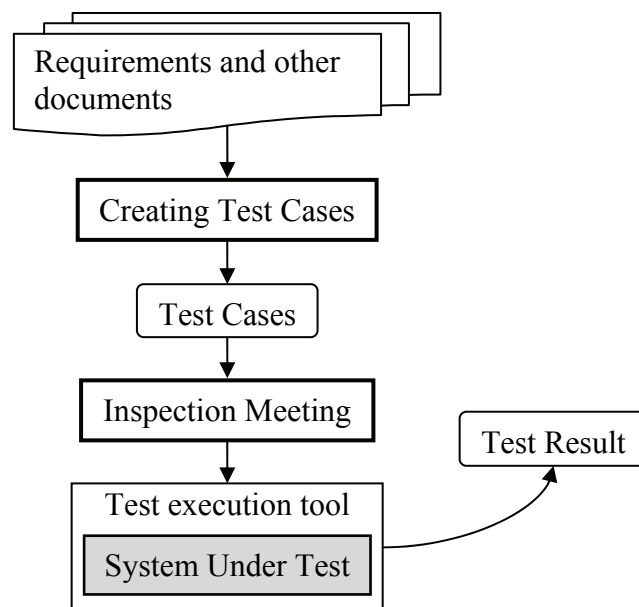 Requirements and other
documents
Creating Test Cases
Test Cases
Inspection Meeting
Test Result
Test execution tool
System Under Test